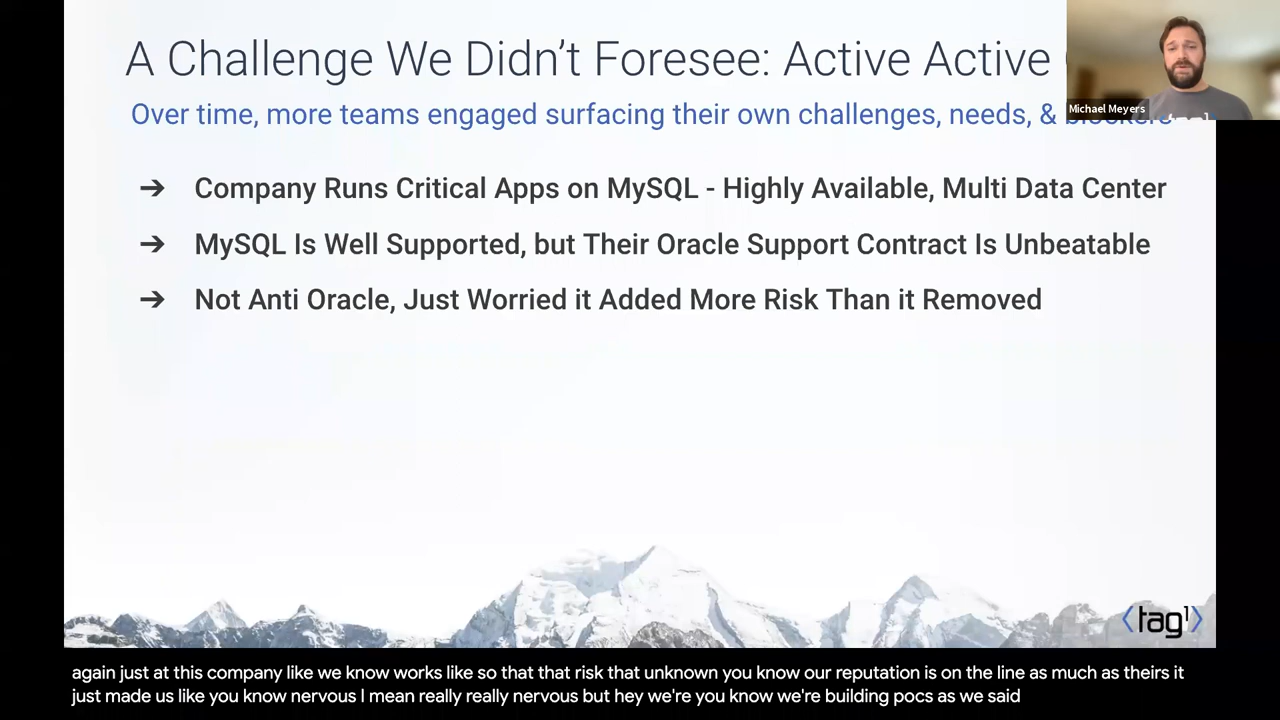 A Challenge We Didn’t Foresee: Active Active
Over time, more teams engaged surfacing their own challenges, needs, & blockers
Michael Meyers
➔ Company Runs Critical Apps on MySQL - Highly Available, Multi Data Center
➔ MySQL Is Well Supported, but Their Oracle Support Contract Is Unbeatable
➔ Not Anti Oracle, Just Worried it Added More Risk Than it Removed
<tag1>
again just at this company like we know works like so that that risk that unknown you know our reputation is on the line as much as theirs it
just made us like you know nervous I mean really really nervous but hey we're you know we're building pocs as we said